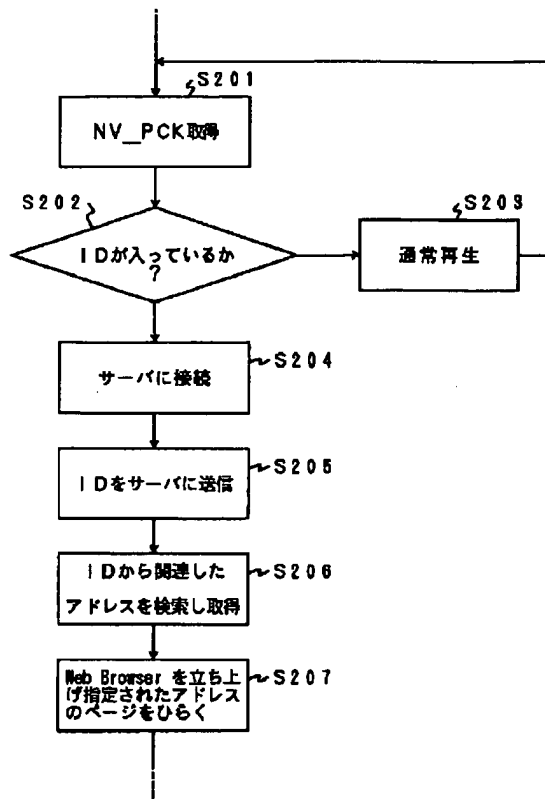 S201
NV_PCK取得
S202
IDが入っているか
?
S203
通常再生
サーバに接続
S204
IDをサーバに送信
S205
IDから関連した
アドレスを検索し取得
S206
Web Browser を立ち上
げ指定されたアドレス
のページをひらく
S207